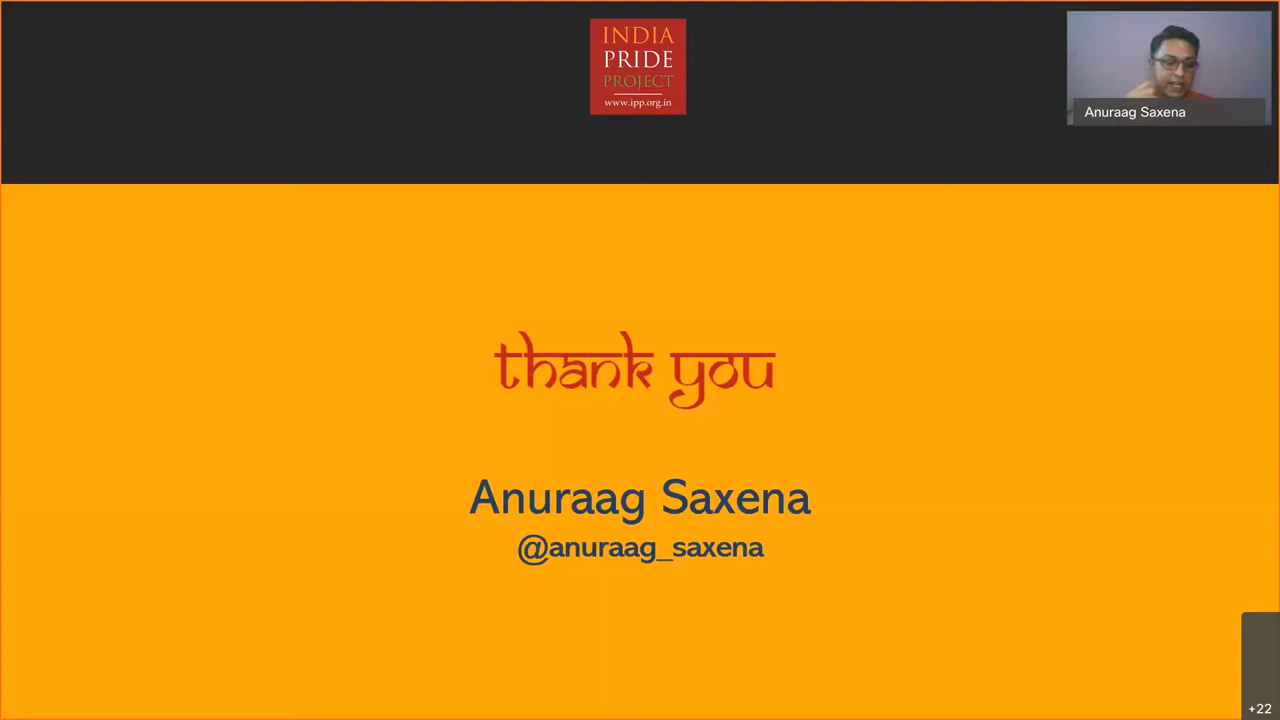 INDIA
PRIDE
PROJECT
www.ipp.org.in
Anuraag Saxena
thank you
Anuraag Saxena
@anuraag_saxena
+22